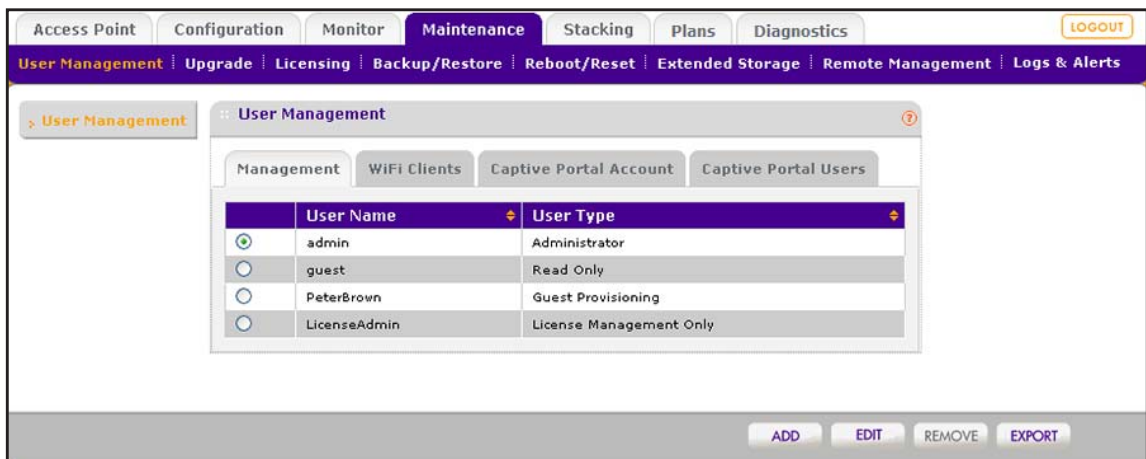 Access Point Configuration Monitor Maintenance Stacking Plans Diagnostics LOGOUT
User Management Upgrade Licensing Backup/Restore Reboot/Reset Extended Storage Remote Management Logs & Alerts
User Management
User Management ?
Management WiFi Clients Captive Portal Account Captive Portal Users
User Name User Type
admin Administrator
guest Read Only
PeterBrown Guest Provisioning
LicenseAdmin License Management Only
ADD EDIT REMOVE EXPORT